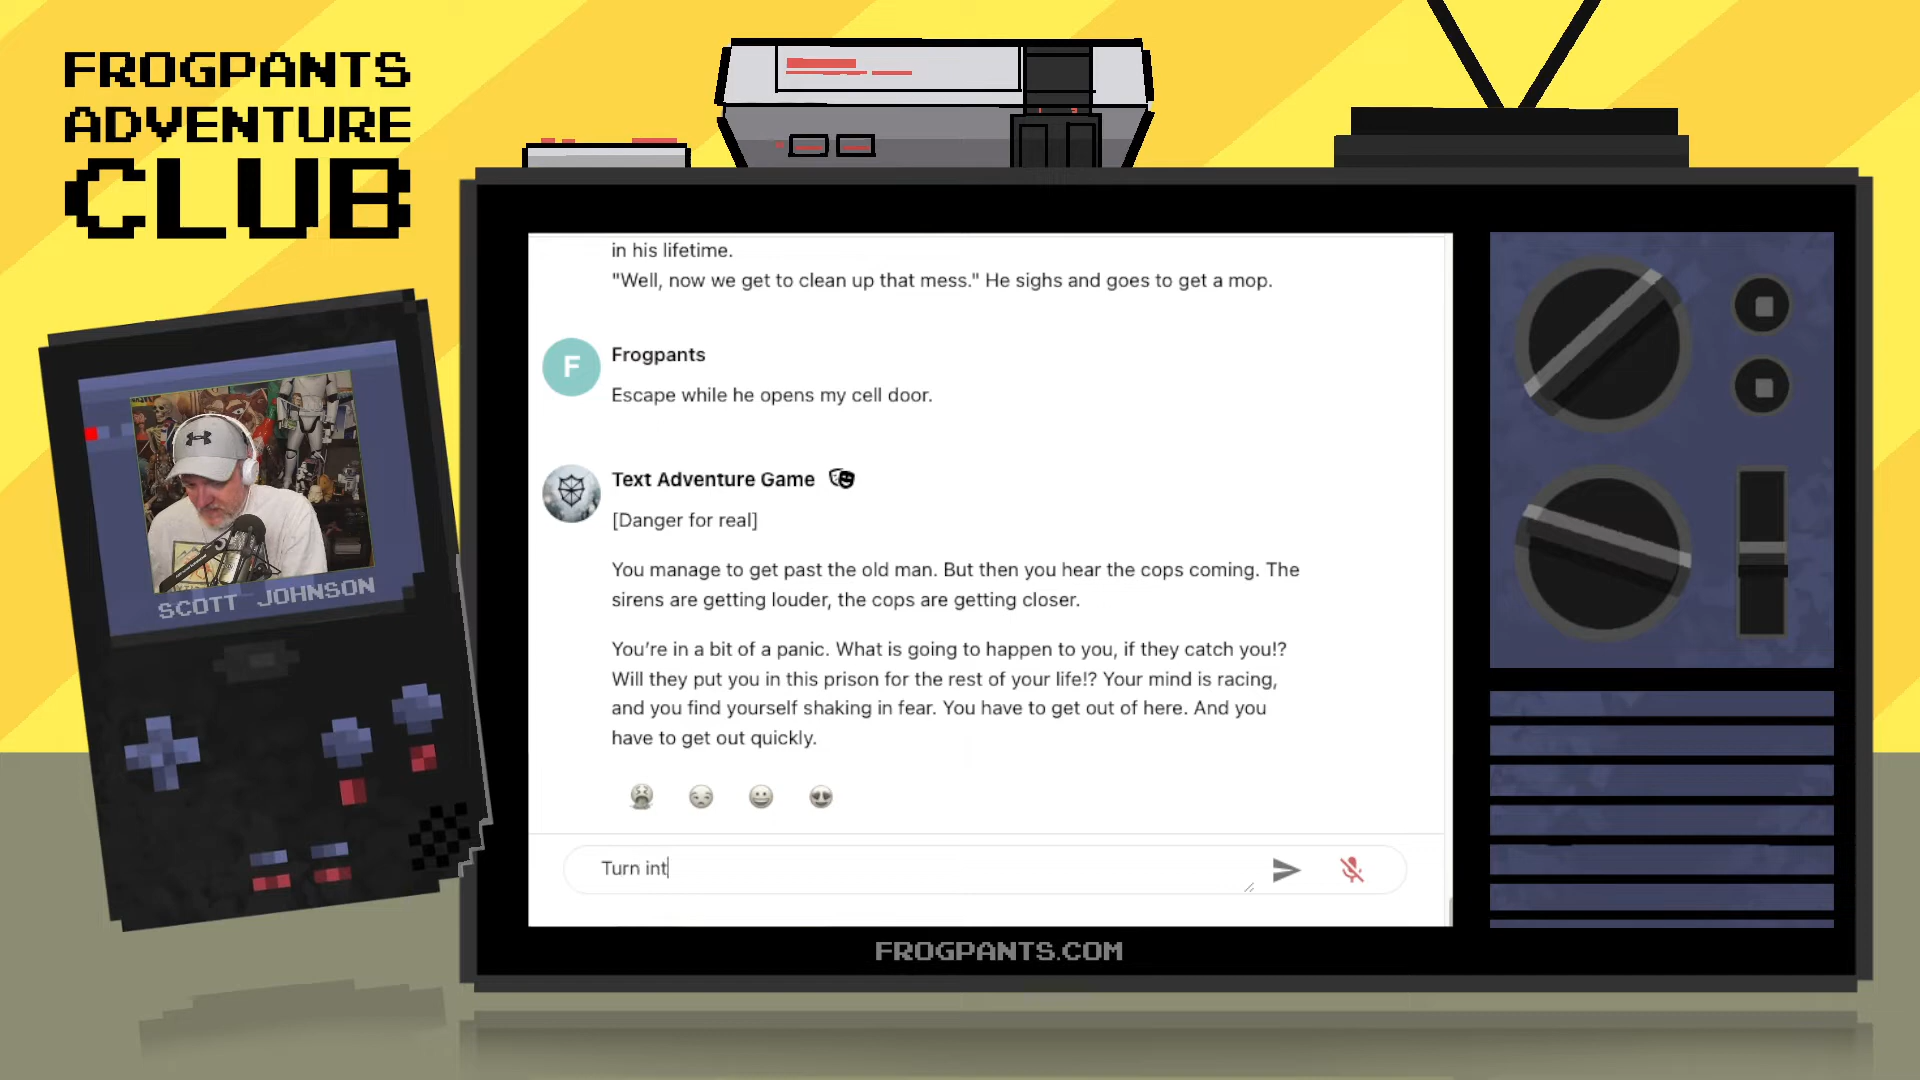 FROGPANTS
ADVENTURE
CLUB
SCOTT JOHNSON
in his lifetime.
"Well, now we get to clean up that mess." He sighs and goes to get a mop.
F
Frogpants
Escape while he opens my cell door.
Text Adventure Game
[Danger for real]
You manage to get past the old man. But then you hear the cops coming. The
sirens are getting louder, the cops are getting closer.
You’re in a bit of a panic. What is going to happen to you, if they catch you!?
Will they put you in this prison for the rest of your life!? Your mind is racing,
and you find yourself shaking in fear. You have to get out of here. And you
have to get out quickly.
Turn int
FROGPANTS.COM